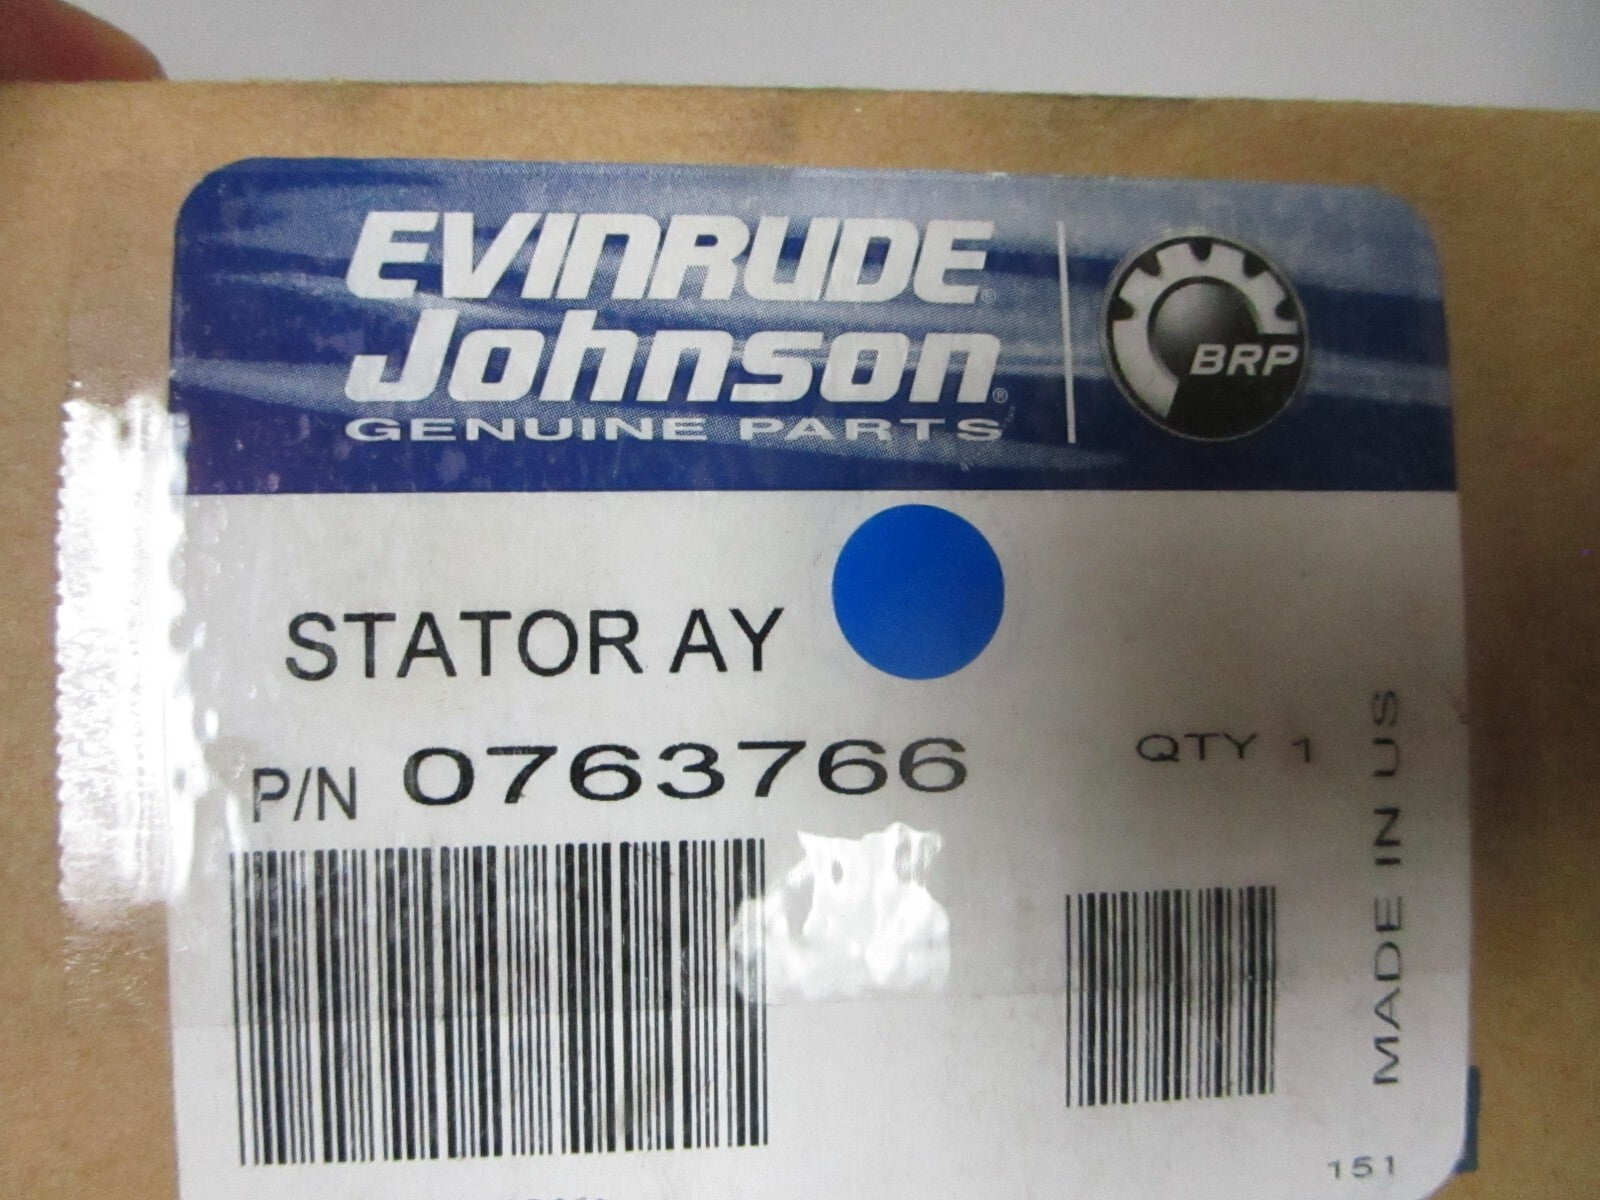 EVINRUDE®
Johnson®
GENUINE PARTS
BRP
STATOR AY
P/N 0763766
QTY 1
MADE IN US
151